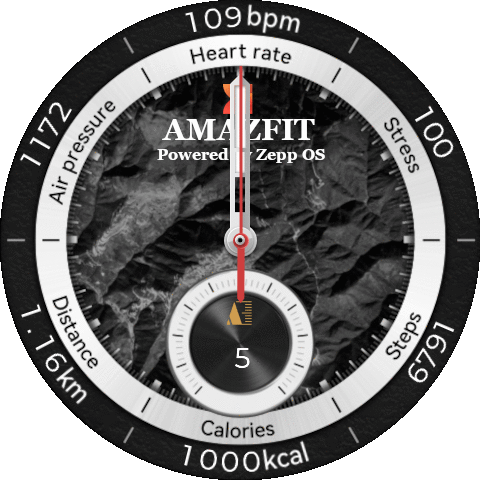 109bpm
Heart rate
1172
Air pressure
Stress
100
AMAZFIT
Powered by Zepp OS
Distance
1.16km
Steps
6791
5
Calories
1000kcal